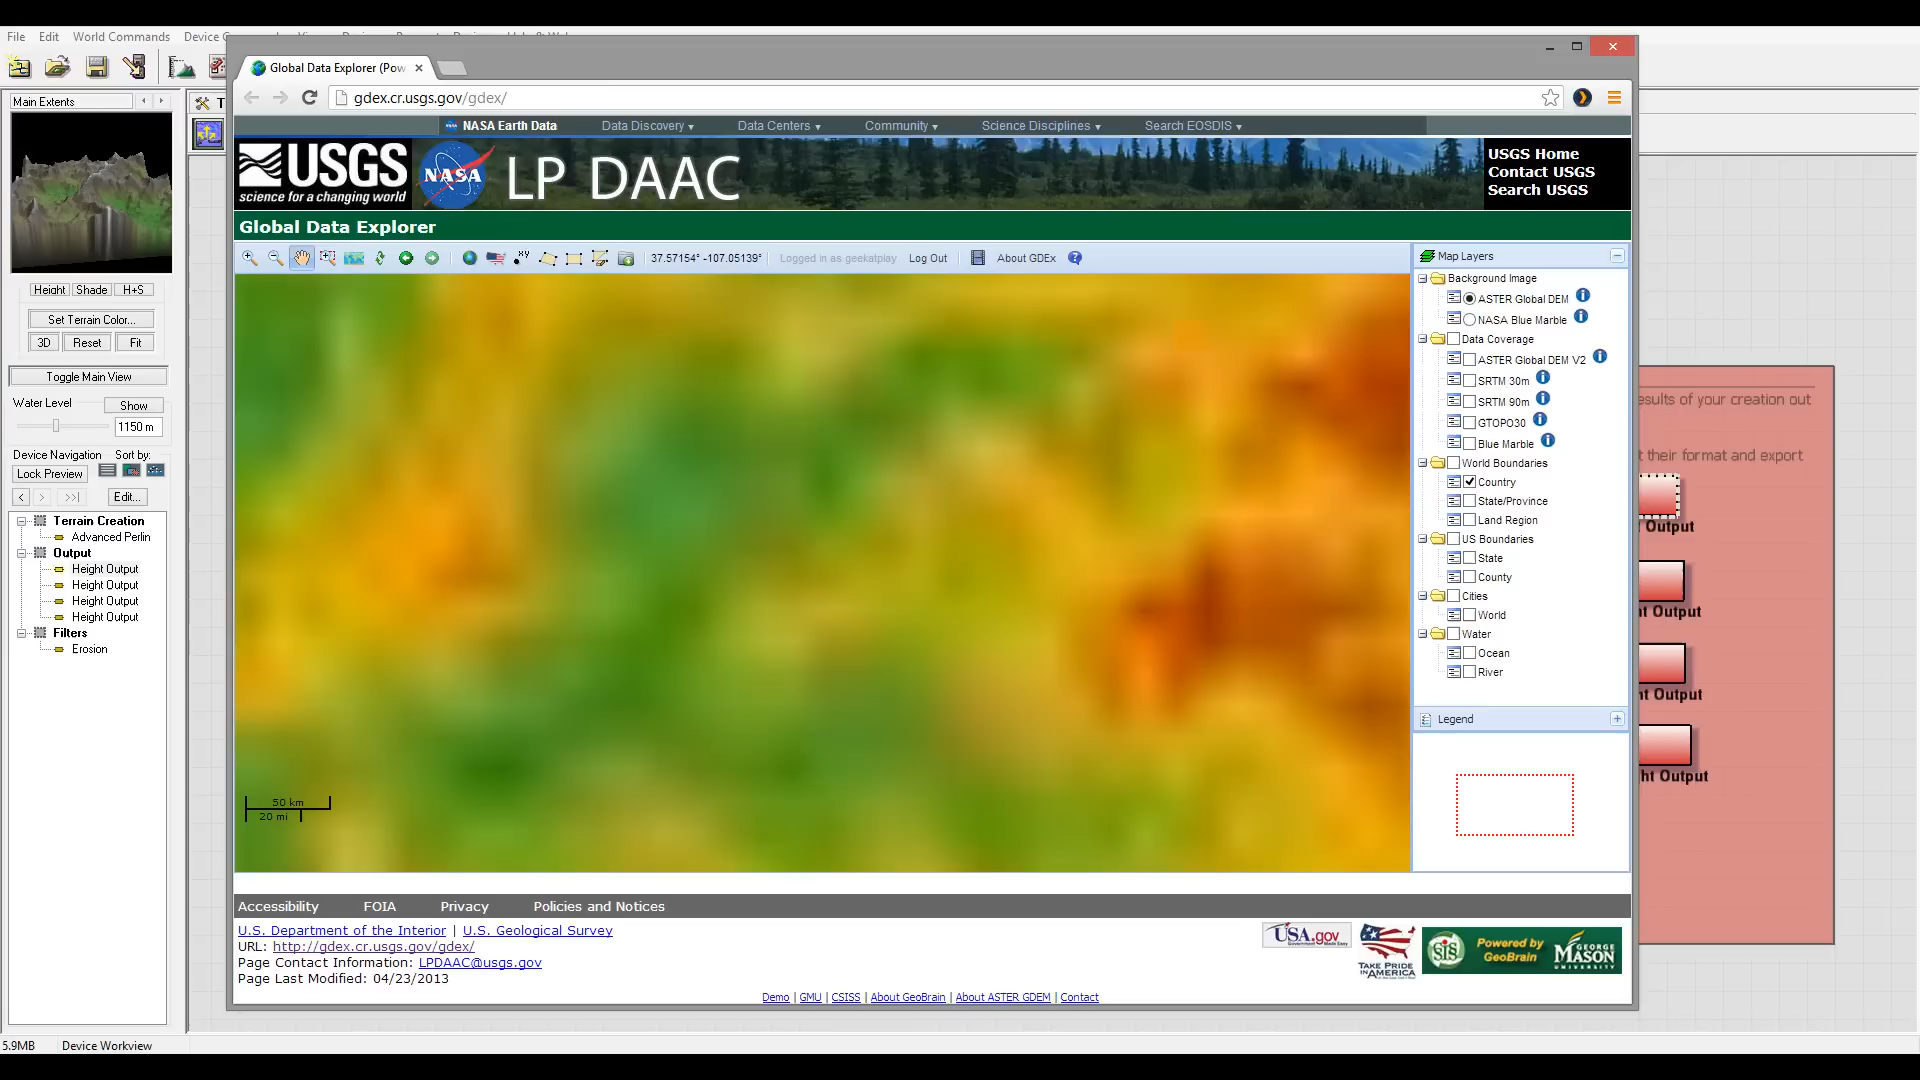 File Edit World Commands
Global Data Explorer (Pow
gdex.cr.usgs.gov/gdex/
Main Extents
NASA Earth Data Data Discovery Data Centers Community Science Disciplines Search EOSDIS
USGS
science for a changing world
NASA
LP DAAC
USGS Home
Contact USGS
Search USGS
Global Data Explorer
XY
37.57154° -107.05139° Logged in as geekatplay Log Out About GDEx
Map Layers
Background Image
ASTER Global DEM
NASA Blue Marble
Data Coverage
ASTER Global DEM V2
SRTM 30m
SRTM 90m
GTOPO30
Blue Marble
World Boundaries
Country
State/Province
Land Region
US Boundaries
State
County
Cities
World
Water
Ocean
River
Legend
50 km
20 mi
Height Shade H+S
Set Terrain Color...
3D Reset Fit
Toggle Main View
Water Level Show
1150 m
Device Navigation Sort by:
Lock Preview
Edit...
Terrain Creation
Advanced Perlin
Output
Height Output
Height Output
Height Output
Height Output
Filters
Erosion
esults of your creation out
t their format and export
Output
ht Output
ht Output
ht Output
Accessibility FOIA Privacy Policies and Notices
U.S. Department of the Interior | U.S. Geological Survey
URL: http://gdex.cr.usgs.gov/gdex/
Page Contact Information: LPDAAC@usgs.gov
Page Last Modified: 04/23/2013
USA.gov
TAKE PRIDE
IN AMERICA
SIS
Powered by
GeoBrain
GEORGE
MASON
UNIVERSITY
Demo | GMU | CSISS | About GeoBrain | About ASTER GDEM | Contact
5.9MB Device Workview